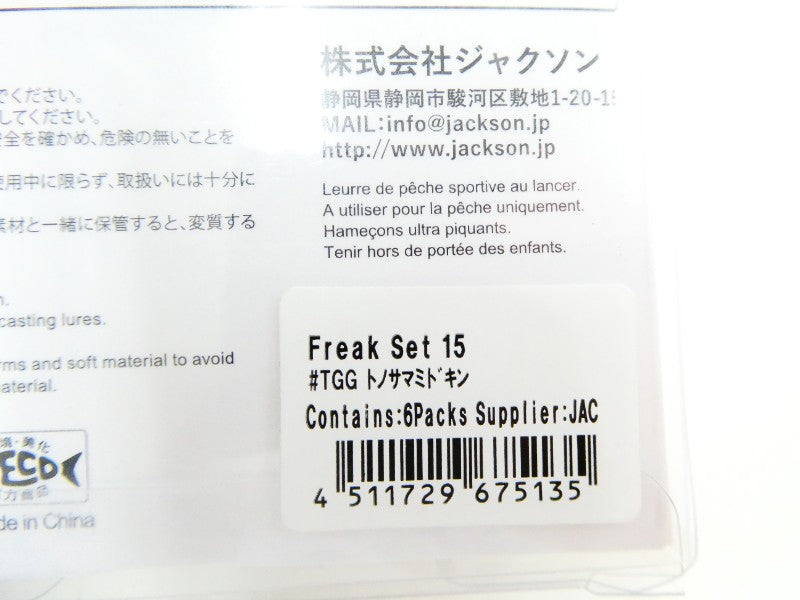 でください。
してください。
安全を確かめ、危険の無いことを
使用中に限らず、取扱いには十分に
素材と一緒に保管すると、変質する
casting lures.
rms and soft material to avoid
aterial.
ECO
de in China
株式会社ジャクソン
静岡県静岡市駿河区敷地1-20-15
MAIL:info@jackson.jp
http://www.jackson.jp
Leurre de pêche sportive au lancer.
A utiliser pour la pêche uniquement.
Hameçons ultra piquants.
Tenir hors de portée des enfants.
Freak Set 15
#TGG トノサマミドキン
Contains:6Packs Supplier:JAC
4 511729 675135